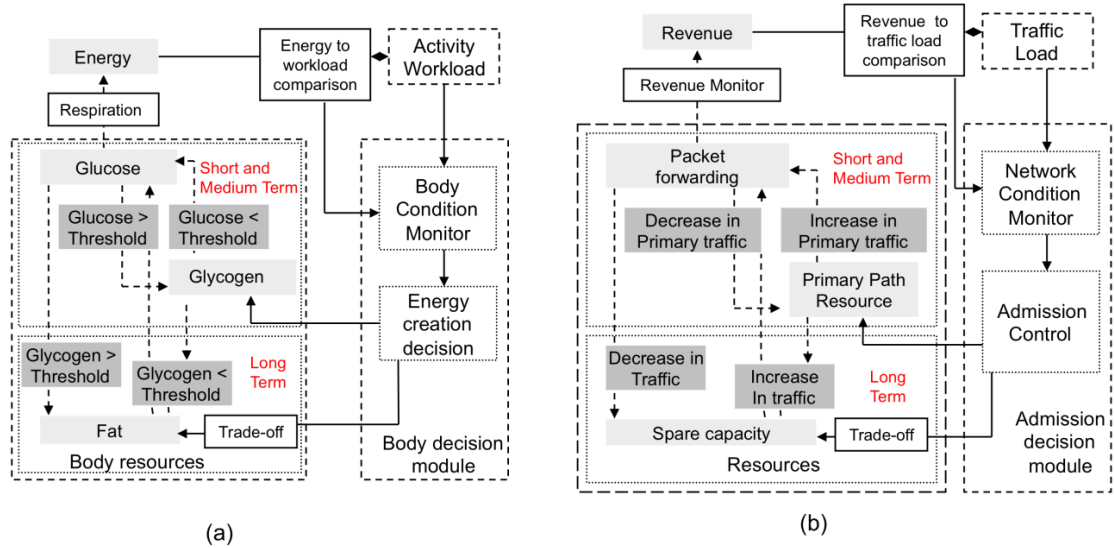 Energy
Energy to
workload
comparison
Activity
Workload
Respiration
Glucose
Short and
Medium Term
Glucose >
Threshold
Glucose <
Threshold
Glycogen
Body
Condition
Monitor
Energy
creation
decision
Glycogen >
Threshold
Glycogen <
Threshold
Long
Term
Fat
Trade-off
Body resources
Body decision
module
(a)
Revenue
Revenue to
traffic load
comparison
Traffic
Load
Revenue Monitor
Packet
forwarding
Short and
Medium Term
Decrease in
Primary traffic
Increase in
Primary traffic
Primary Path
Resource
Network
Condition
Monitor
Admission
Control
Decrease in
Traffic
Increase
In traffic
Long
Term
Spare capacity
Trade-off
Resources
Admission
decision
module
(b)